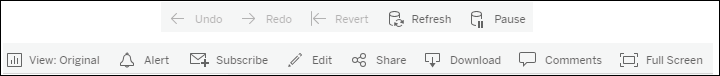 Undo Redo Revert Refresh Pause
View: Original Alert Subscribe Edit Share Download Comments Full Screen